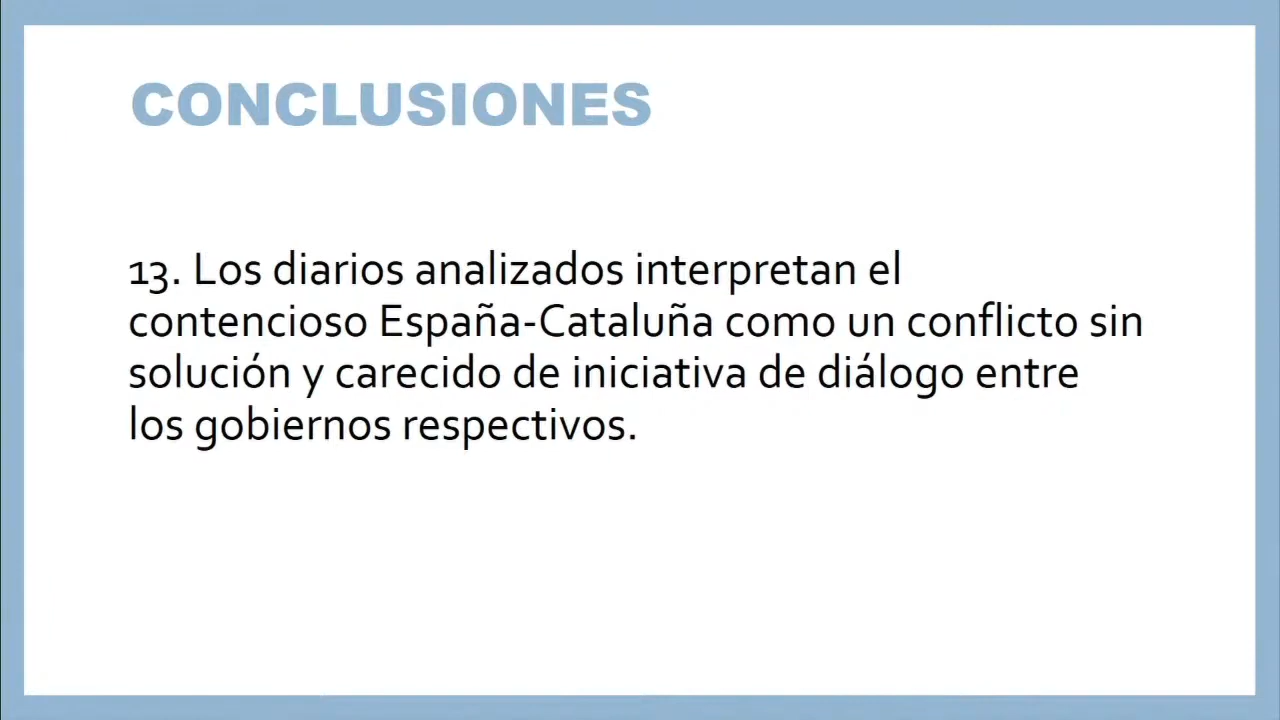 CONCLUSIONES
13. Los diarios analizados interpretan el
contencioso España-Cataluña como un conflicto sin
solución y carecido de iniciativa de diálogo entre
los gobiernos respectivos.